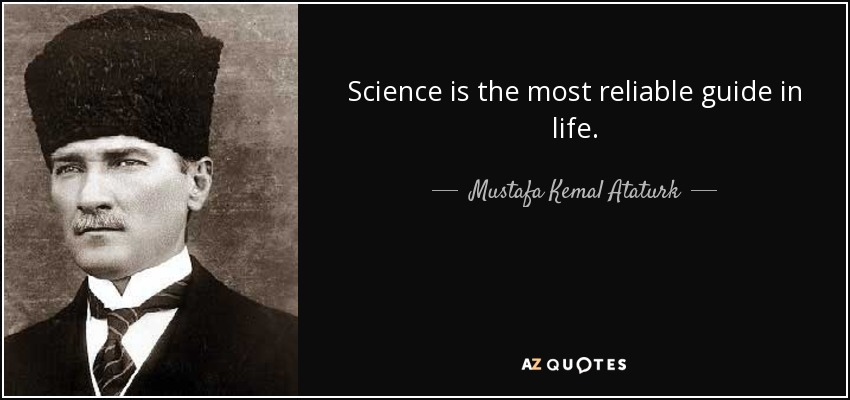 Science is the most reliable guide in
life.
Mustafa Kemal Ataturk
AZ QUOTES